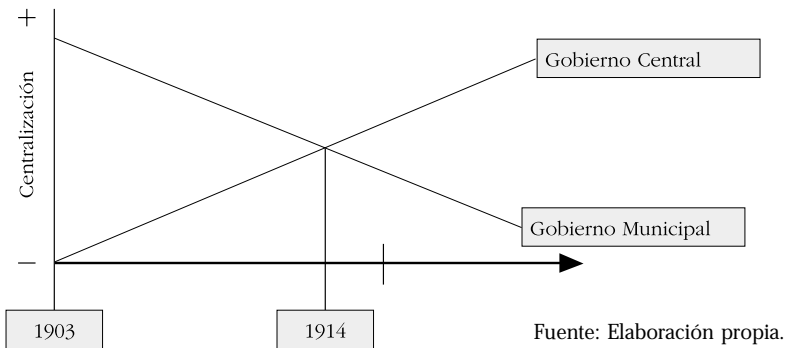 +
Gobierno Central
Centralización
Gobierno Municipal
–
1903
1914
Fuente: Elaboración propia.